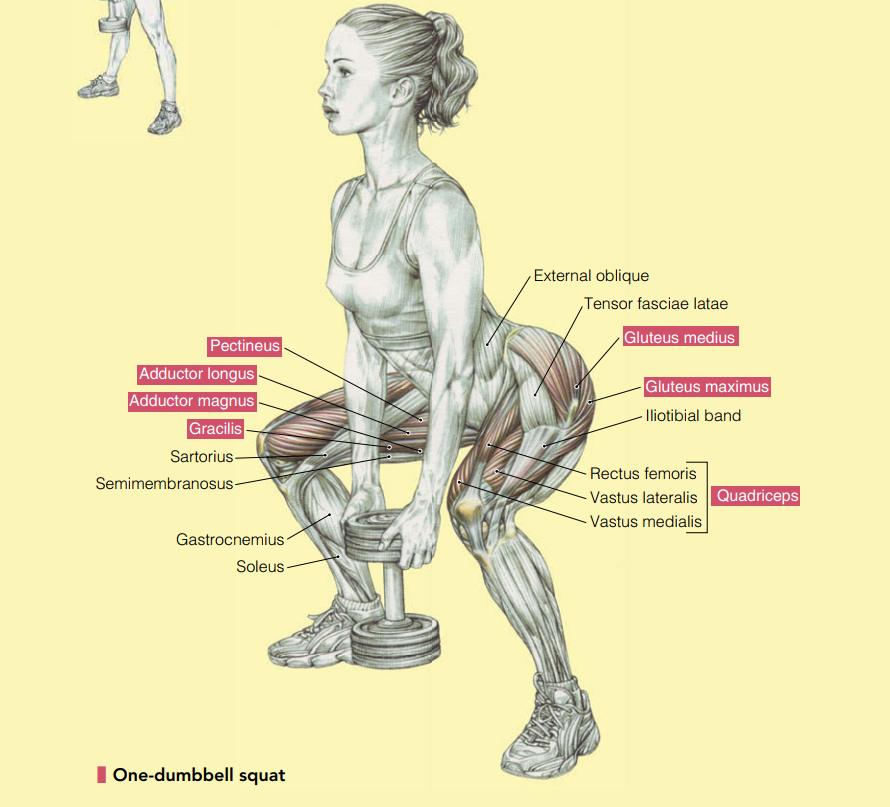 External oblique
Tensor fasciae latae
Gluteus medius
Pectineus
Adductor longus
Gluteus maximus
Adductor magnus
Iliotibial band
Gracilis
Sartorius
Rectus femoris
Semimembranosus
Vastus lateralis
Quadriceps
Vastus medialis
Gastrocnemius
Soleus
One-dumbbell squat